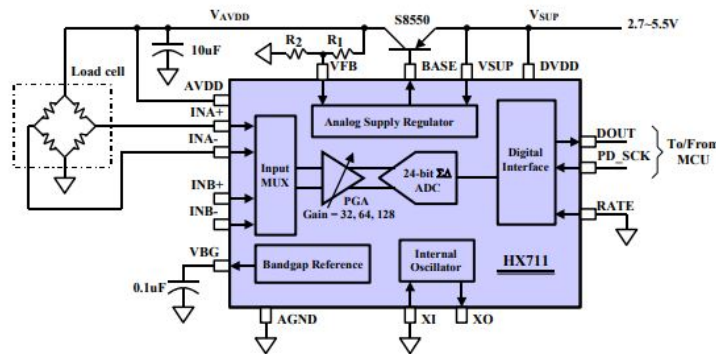 VAVDD
S8550
VSUP
2.7~5.5V
10uF
R2
R1
VFB
BASE
VSUP
DVDD
Load cell
AVDD
INA+
INA-
INB+
INB-
VBG
0.1uF
Analog Supply Regulator
Input
MUX
PGA
Gain = 32, 64, 128
24-bit ΣΔ
ADC
Digital
Interface
DOUT
PD_SCK
To/From
MCU
RATE
Bandgap Reference
Internal
Oscillator
HX711
AGND
XI
XO